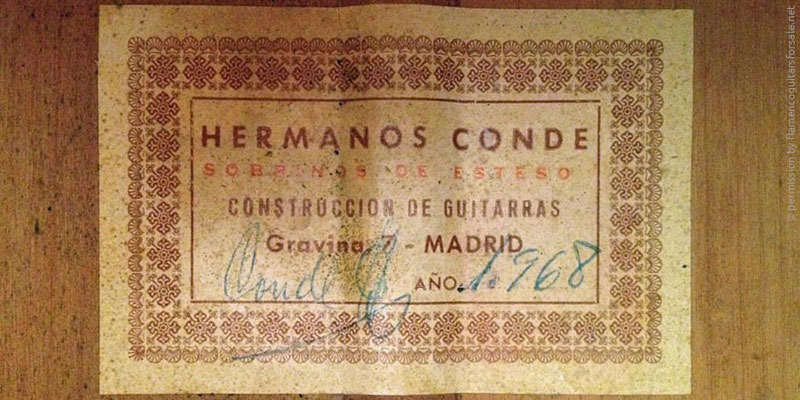 HERMANOS CONDE
SOBRINOS DE ESTESO
CONSTRUCCION DE GUITARRAS
Gravina 7 - MADRID
Conde
AÑO 1968
© permission by flamencoguitarsforsale.net